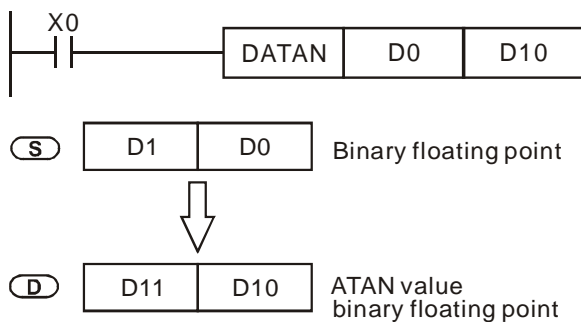 X0
DATAN D0 D10
S D1 D0 Binary floating point
D D11 D10 ATAN value
binary floating point